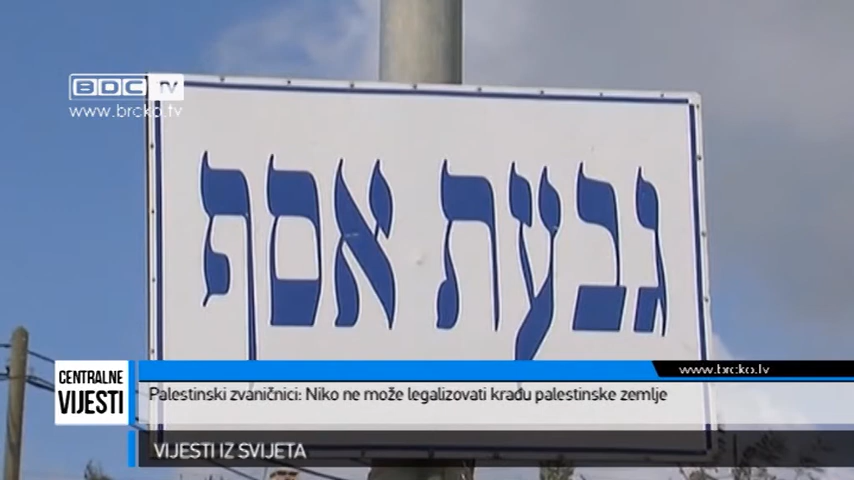 BDC TV
www.brcko.tv
גבעת אסף
CENTRALNE
VIJESTI
www.brcko.tv
Palestinski zvaničnici: Niko ne može legalizovati krađu palestinske zemlje
VIJESTI IZ SVIJETA